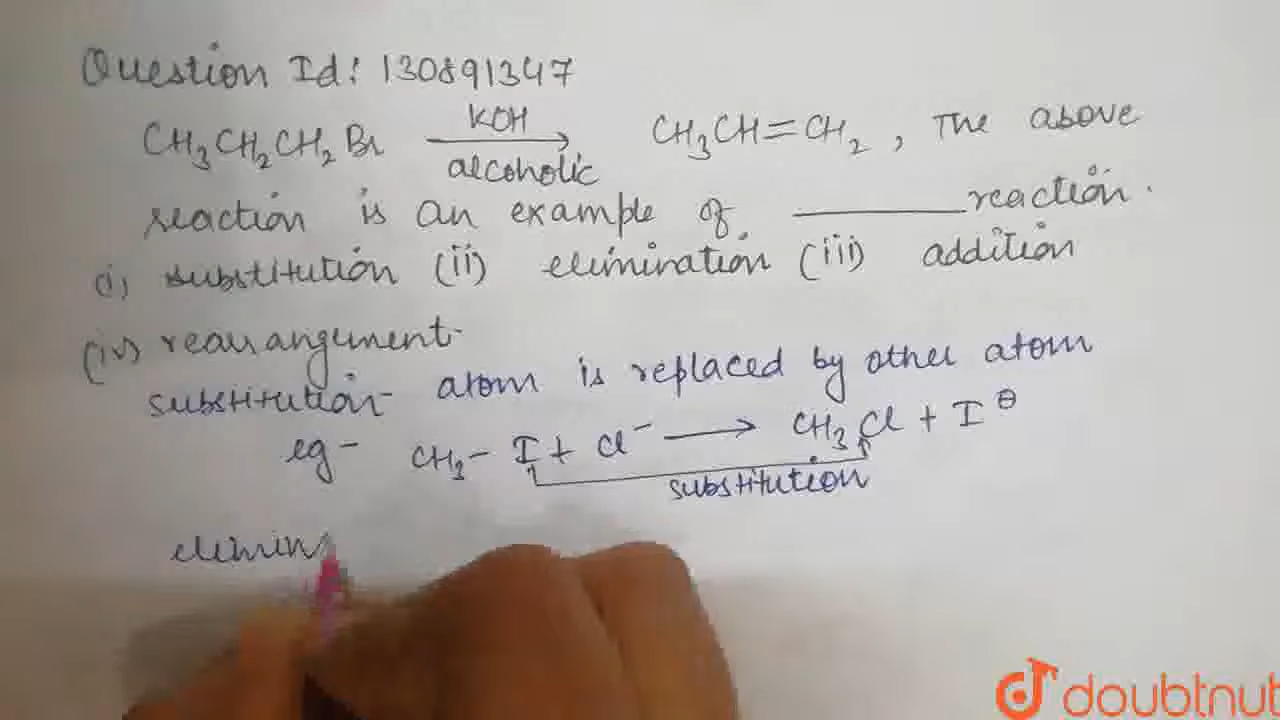 Question Id: 130891347
CH₃CH₂CH₂Br KOH alcoholic → CH₃CH=CH₂, The above
reaction is an example of ________ reaction.
(i) substitution (ii) elimination (iii) addition
(iv) rearrangement.
substitution- atom is replaced by other atom
eg- CH₃-I + Cl⁻ → CH₃Cl + I⊖
substitution
elimin
doubtnut